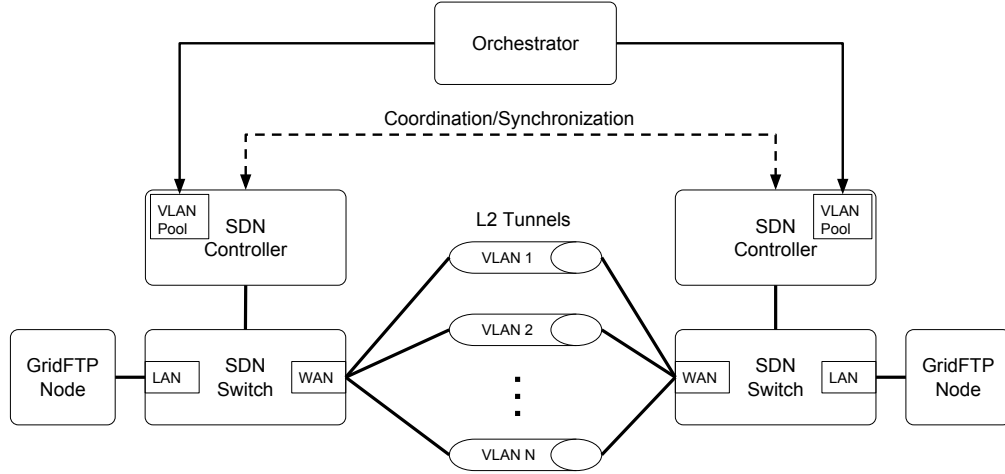 Orchestrator
Coordination/Synchronization
VLAN
Pool
SDN
Controller
L2 Tunnels
SDN
Controller
VLAN
Pool
VLAN 1
VLAN 2
VLAN N
GridFTP
Node
LAN
SDN
Switch
WAN
WAN
SDN
Switch
LAN
GridFTP
Node